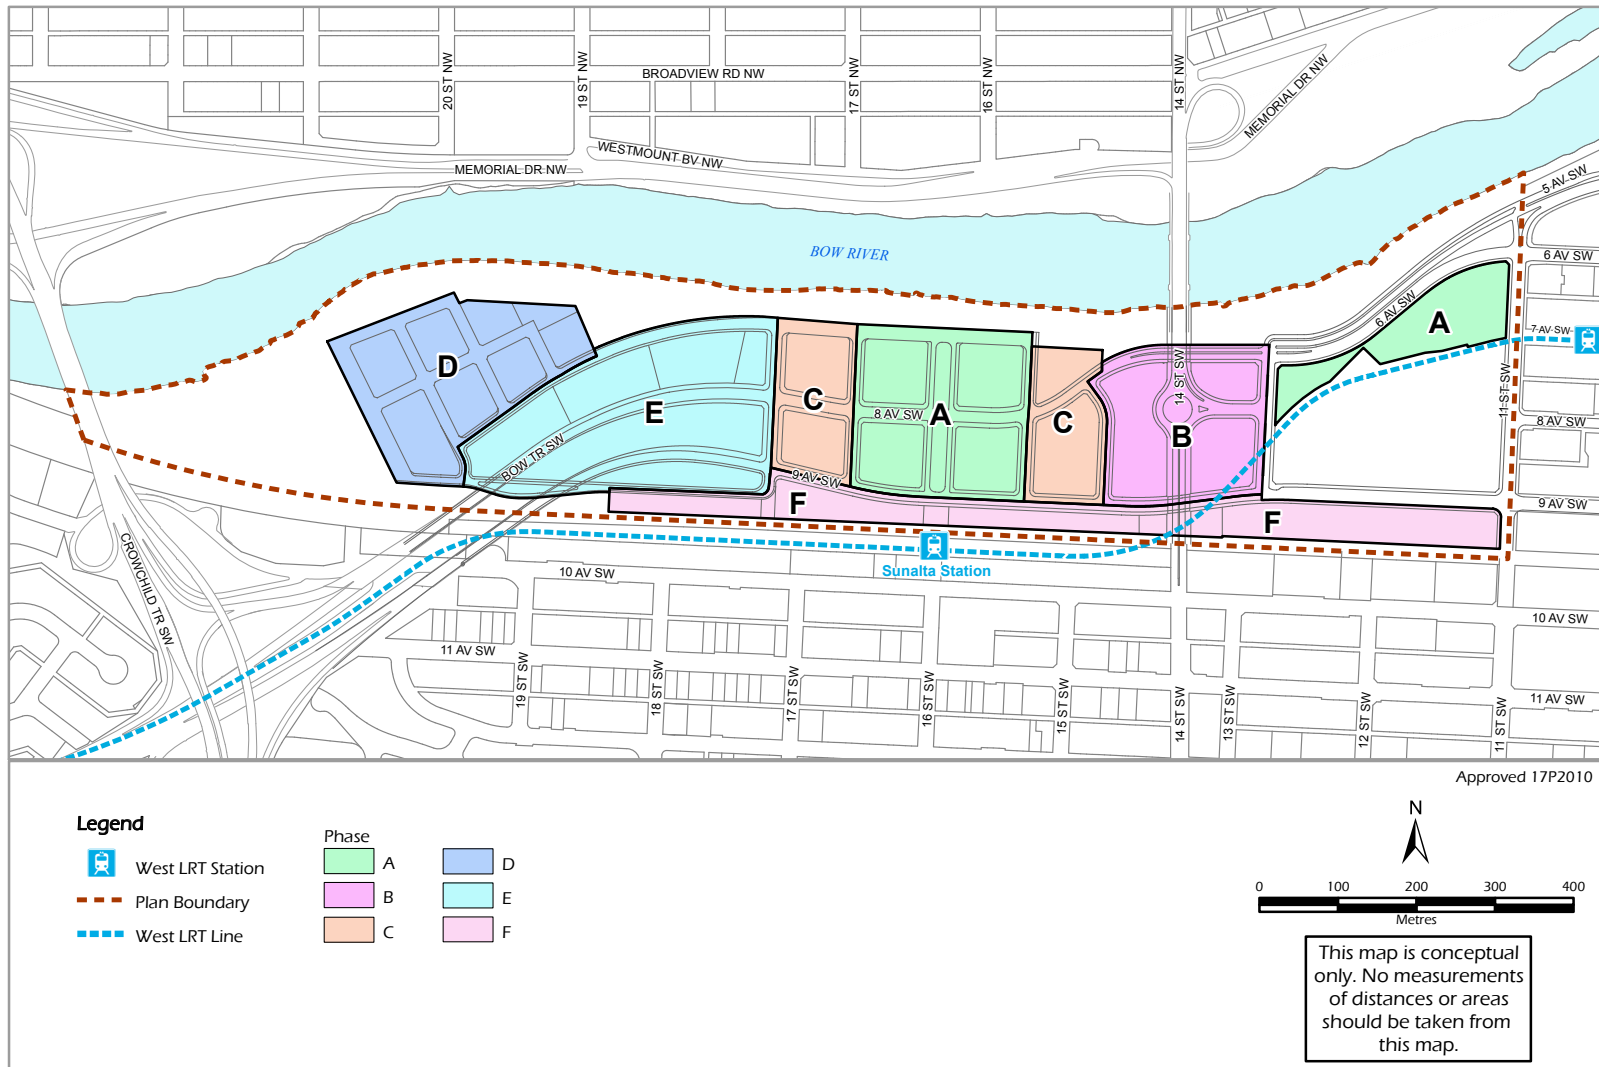 20 ST NW
19 ST NW
BROADVIEW RD NW
17 ST NW
16 ST NW
14 ST NW
MEMORIAL DR NW
WESTMOUNT BV NW
MEMORIAL DR NW
5 AV SW
BOW RIVER
6 AV SW
6 AV SW
A
7 AV SW
14 ST SW
11 ST SW
D
E
C
8 AV SW
A
C
B
8 AV SW
BOW TR SW
9 AV SW
F
F
9 AV SW
CROWCHILD TR SW
Sunalta Station
10 AV SW
10 AV SW
11 AV SW
19 ST SW
18 ST SW
17 ST SW
16 ST SW
15 ST SW
14 ST SW
13 ST SW
12 ST SW
11 ST SW
11 AV SW
Approved 17P2010
Legend
West LRT Station
Plan Boundary
West LRT Line
Phase
A
B
C
D
E
F
N
0 100 200 300 400
Metres
This map is conceptual
only. No measurements
of distances or areas
should be taken from
this map.